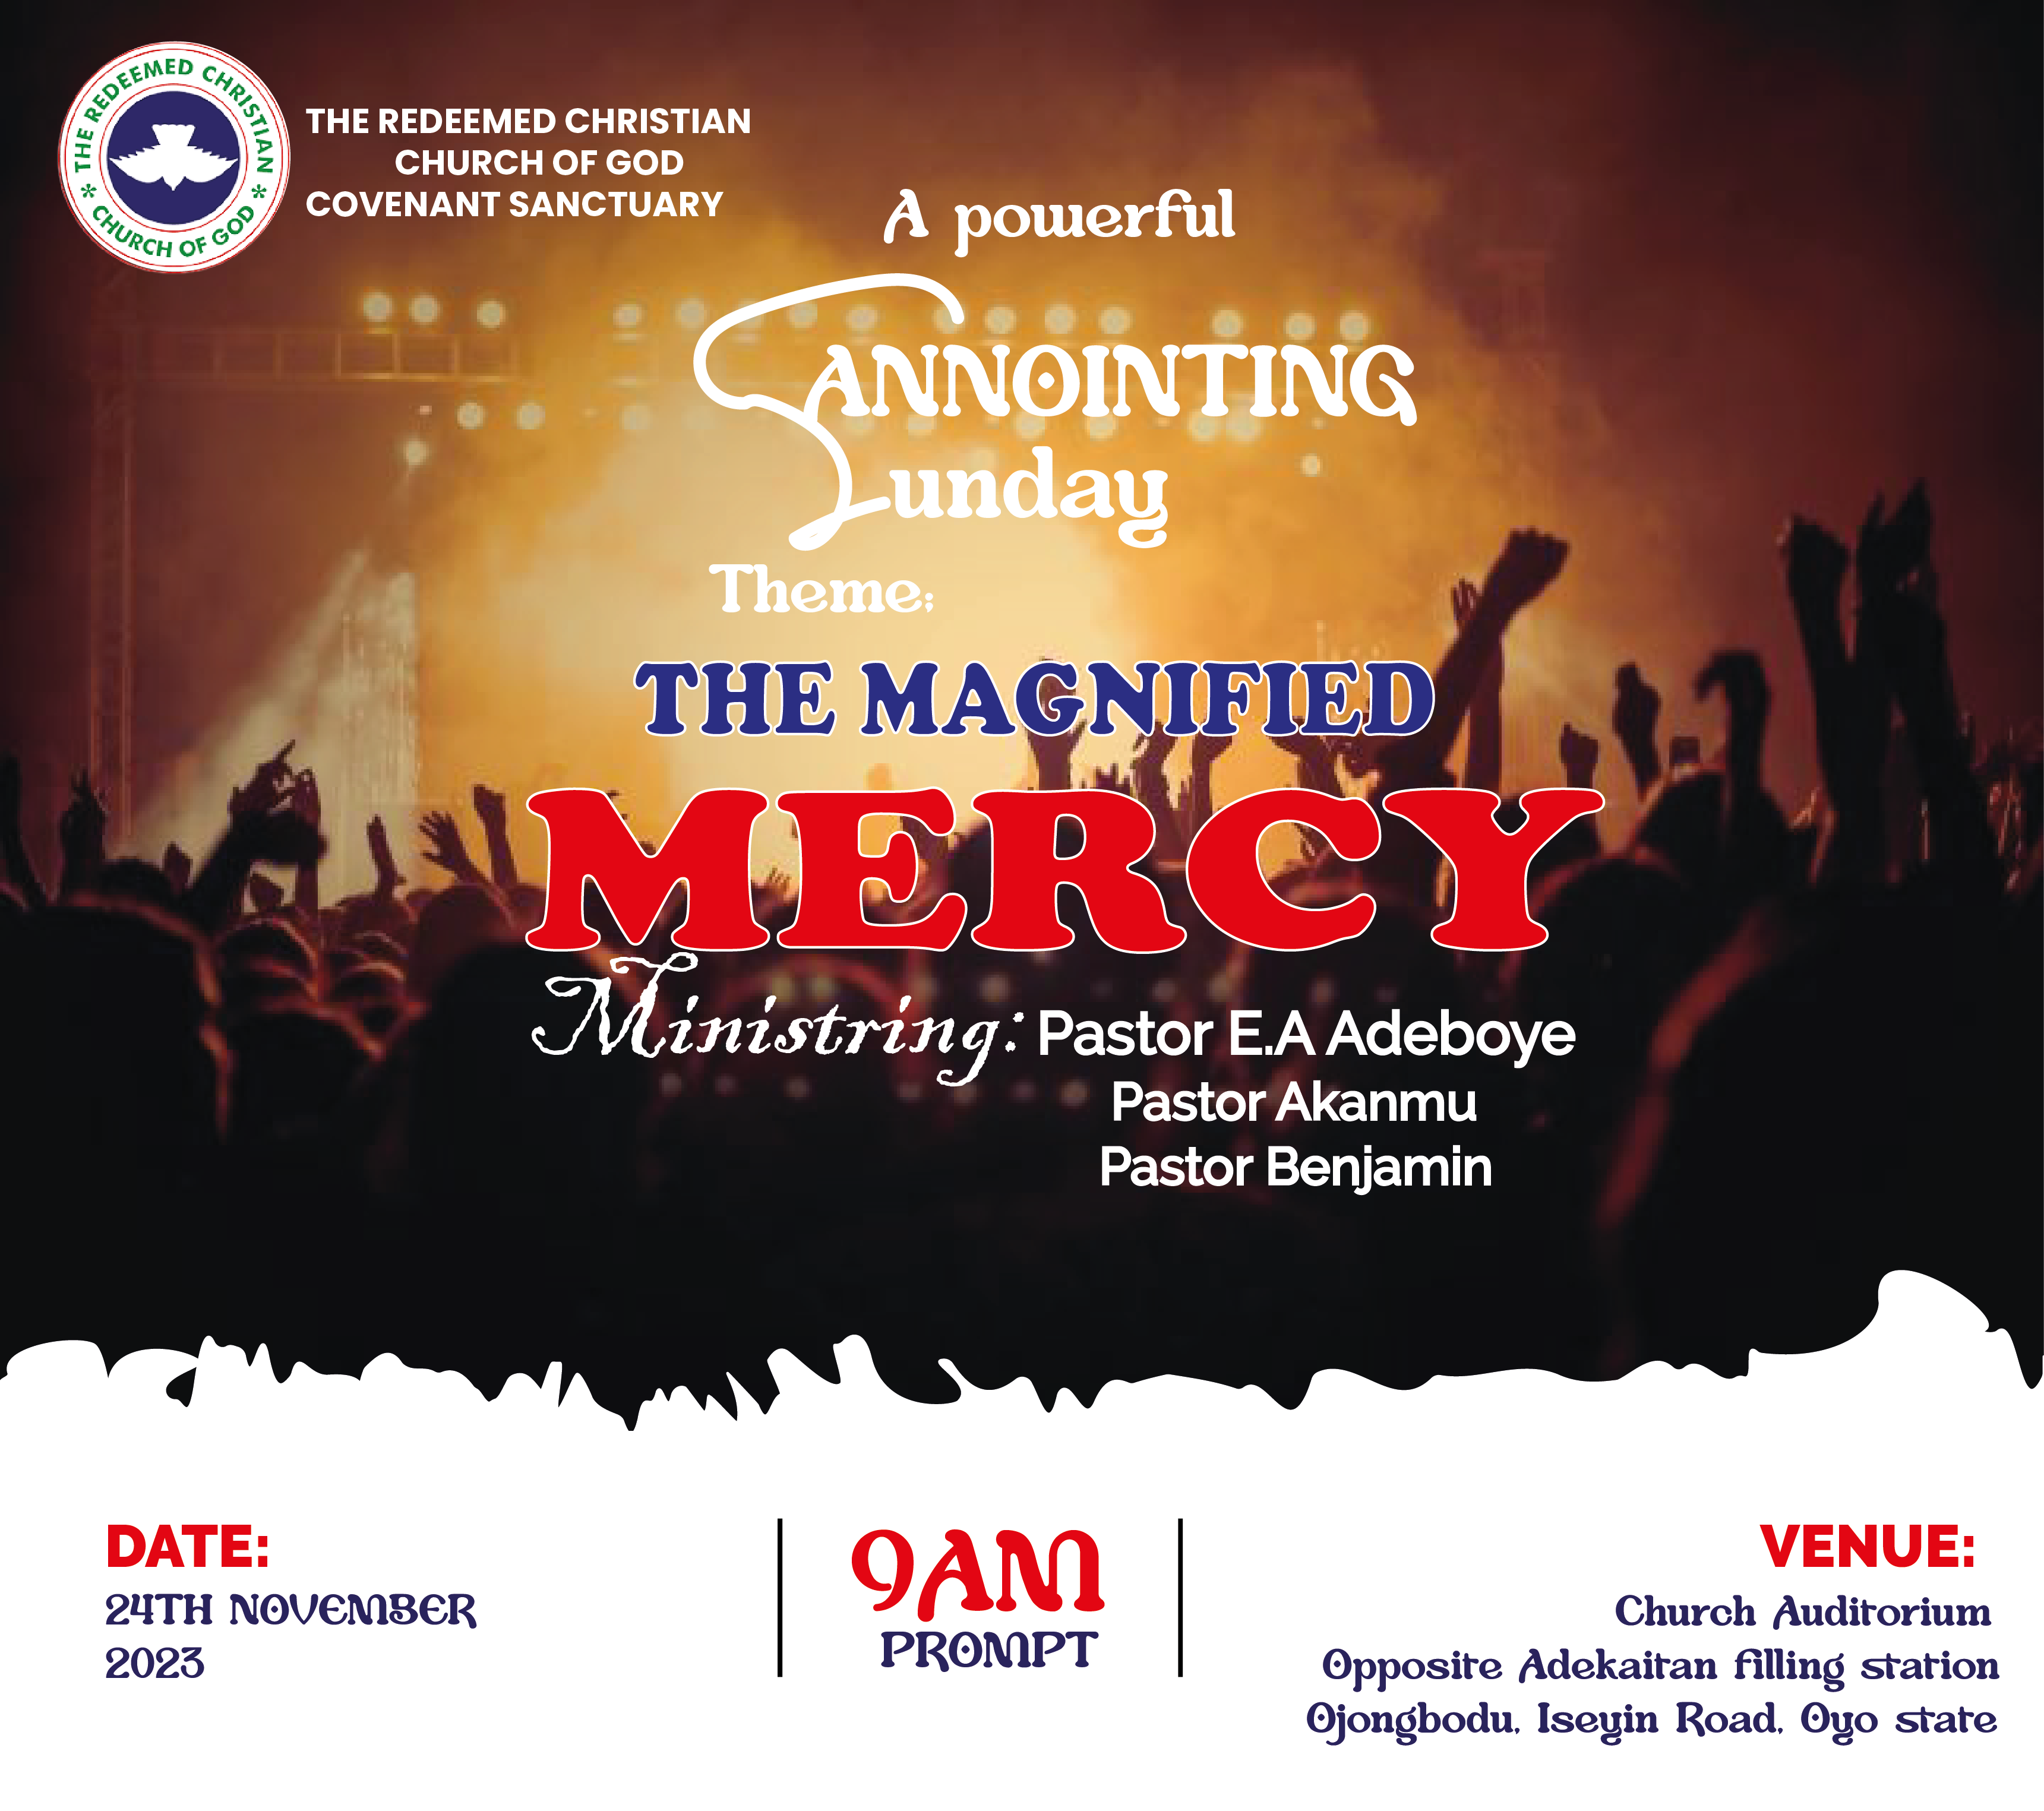 THE REDEEMED CHRISTIAN
CHURCH OF GOD
THE REDEEMED CHRISTIAN
CHURCH OF GOD
COVENANT SANCTUARY
A powerful
ANNOINTING
Sunday
Theme;
THE MAGNIFIED
MERCY
Ministring: Pastor E.A Adeboye
Pastor Akanmu
Pastor Benjamin
DATE:
24TH NOVEMBER
2023
9AM
PROMPT
VENUE:
Church Auditorium
Opposite Adekaitan filling station
Ojongbodu, Iseyin Road, Oyo state